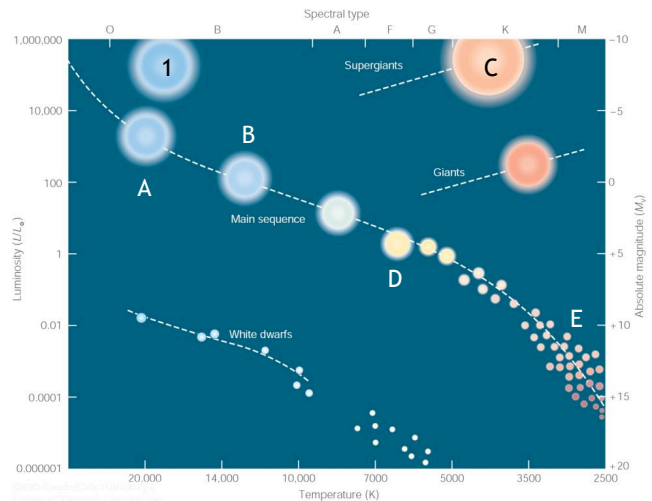 Spectral type
O B A F G K M
1,000,000
10,000
100
1
0.01
0.0001
0.000001
Luminosity (L/L⊙)
-10
-5
0
+5
+10
+15
+20
Absolute magnitude (Mv)
1
Supergiants
C
B
Giants
A
Main sequence
D
E
White dwarfs
20,000 14,000 10,000 7000 5000 3500 2500
Temperature (K)